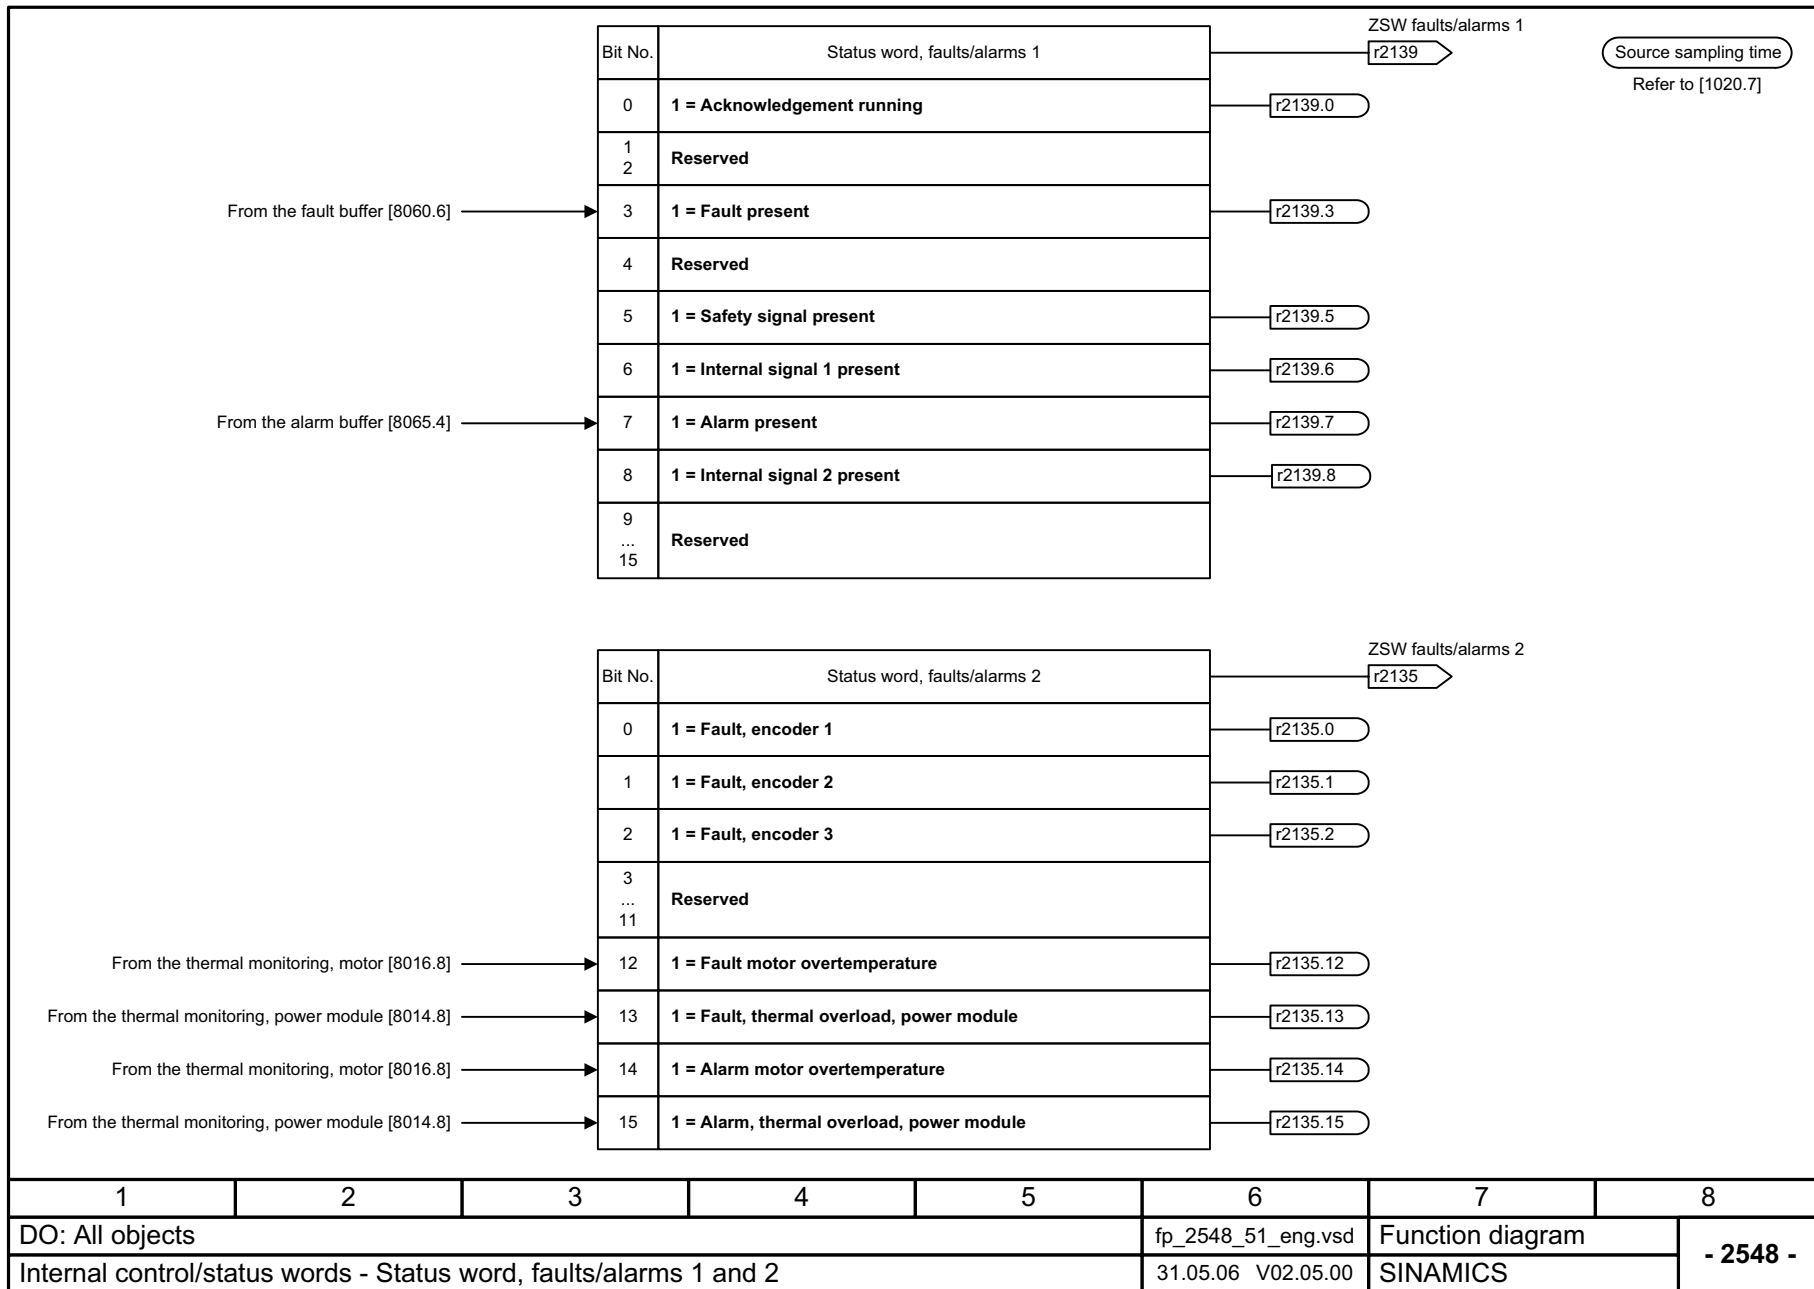 ZSW faults/alarms 1
Bit No. Status word, faults/alarms 1 r2139 Source sampling time
Refer to [1020.7]
0 1 = Acknowledgement running r2139.0
1
2
Reserved
From the fault buffer [8060.6] 3 1 = Fault present r2139.3
4 Reserved
5 1 = Safety signal present r2139.5
6 1 = Internal signal 1 present r2139.6
From the alarm buffer [8065.4] 7 1 = Alarm present r2139.7
8 1 = Internal signal 2 present r2139.8
9
...
15
Reserved
ZSW faults/alarms 2
Bit No. Status word, faults/alarms 2 r2135
0 1 = Fault, encoder 1 r2135.0
1 1 = Fault, encoder 2 r2135.1
2 1 = Fault, encoder 3 r2135.2
3
...
11
Reserved
From the thermal monitoring, motor [8016.8] 12 1 = Fault motor overtemperature r2135.12
From the thermal monitoring, power module [8014.8] 13 1 = Fault, thermal overload, power module r2135.13
From the thermal monitoring, motor [8016.8] 14 1 = Alarm motor overtemperature r2135.14
From the thermal monitoring, power module [8014.8] 15 1 = Alarm, thermal overload, power module r2135.15
1 2 3 4 5 6 7 8
DO: All objects fp_2548_51_eng.vsd Function diagram
- 2548 -
Internal control/status words - Status word, faults/alarms 1 and 2 31.05.06 V02.05.00 SINAMICS